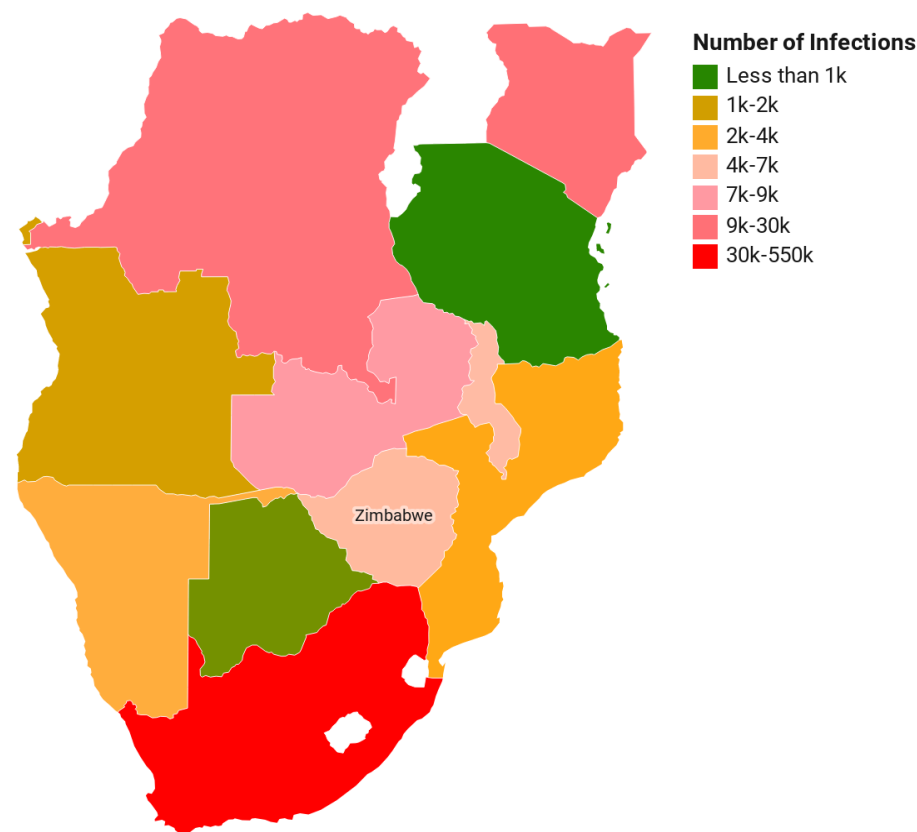 Number of Infections
Less than 1k
1k-2k
2k-4k
4k-7k
7k-9k
9k-30k
30k-550k
Zimbabwe